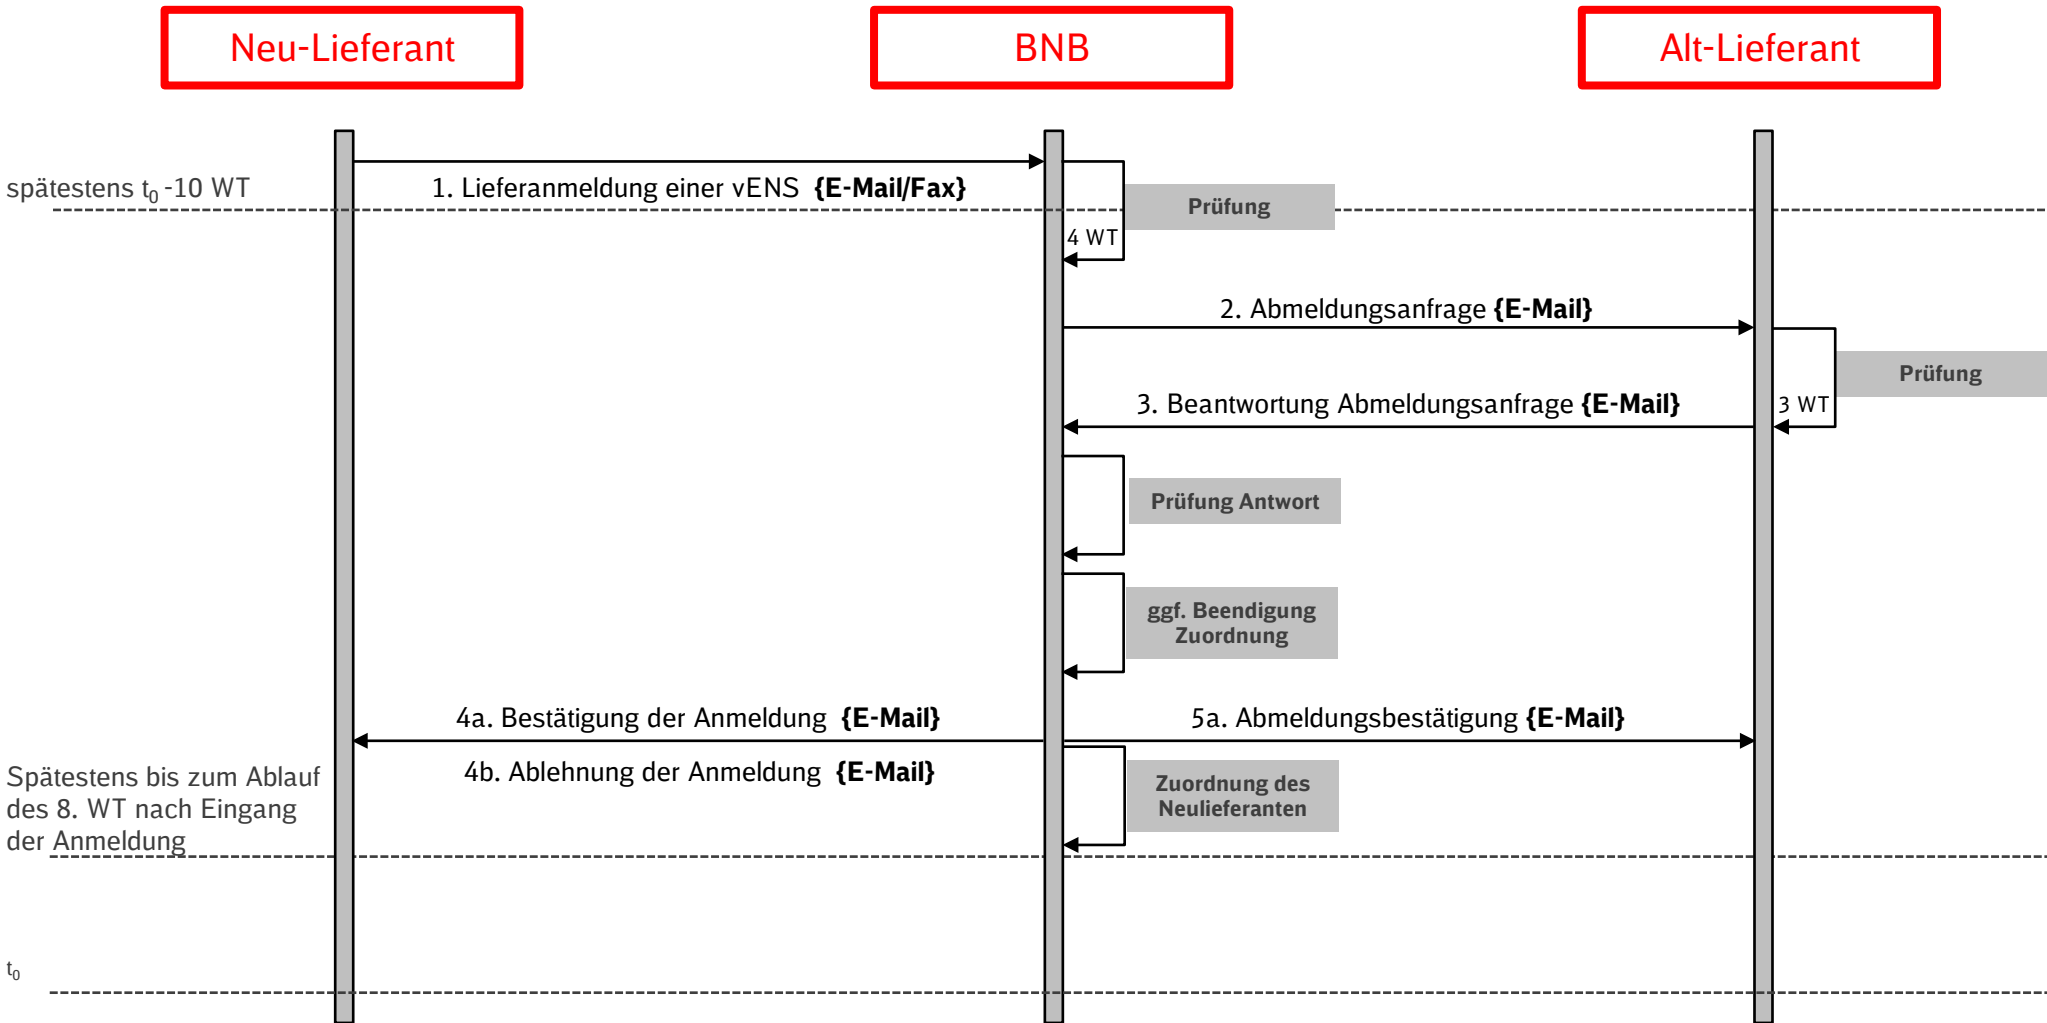 Neu-Lieferant
BNB
Alt-Lieferant
spätestens t₀ -10 WT
1. Lieferanmeldung einer vENS {E-Mail/Fax}
Prüfung
4 WT
2. Abmeldungsanfrage {E-Mail}
Prüfung
3. Beantwortung Abmeldungsanfrage {E-Mail}
3 WT
Prüfung Antwort
ggf. Beendigung
Zuordnung
4a. Bestätigung der Anmeldung {E-Mail}
5a. Abmeldungsbestätigung {E-Mail}
4b. Ablehnung der Anmeldung {E-Mail}
Spätestens bis zum Ablauf
des 8. WT nach Eingang
der Anmeldung
Zuordnung des
Neulieferanten
t₀